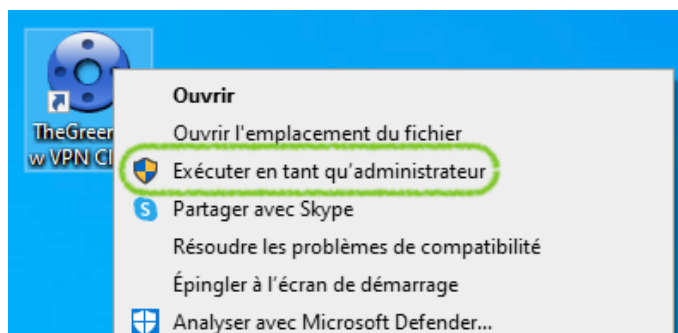 Ouvrir
Ouvrir l'emplacement du fichier
Exécuter en tant qu'administrateur
Partager avec Skype
Résoudre les problèmes de compatibilité
Épingler à l'écran de démarrage
Analyser avec Microsoft Defender...
TheGree
w VPN Cl